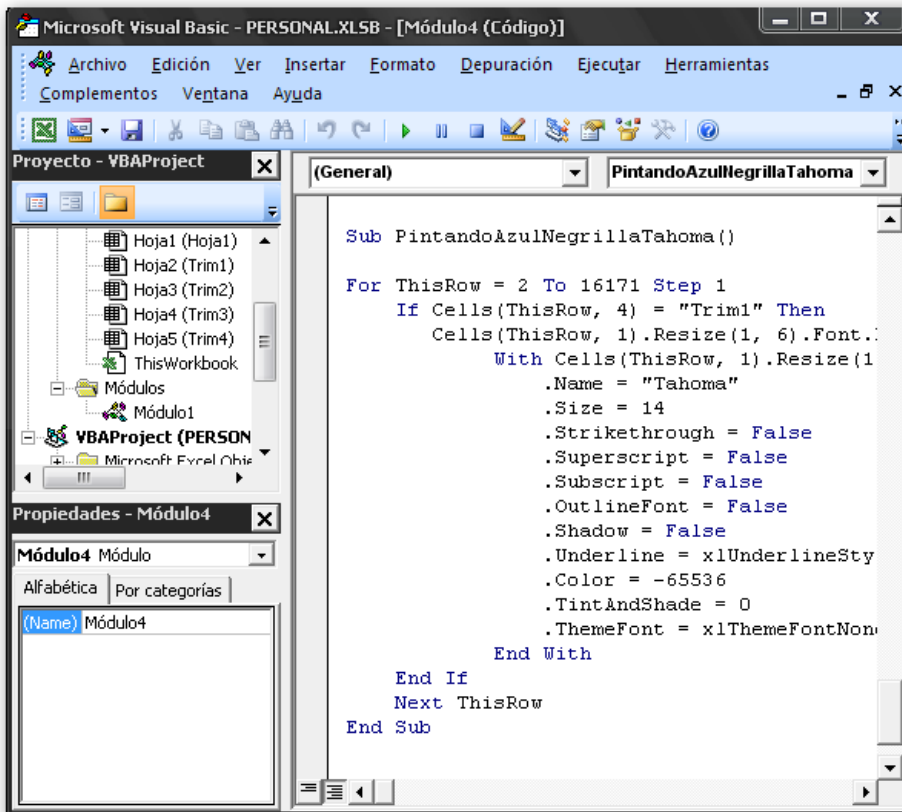 Microsoft Visual Basic - PERSONAL.XLSB - [Módulo4 (Código)]
Archivo Edición Ver Insertar Formato Depuración Ejecutar Herramientas
Complementos Ventana Ayuda
Proyecto - VBAProject
Hoja1 (Hoja1)
Hoja2 (Trim1)
Hoja3 (Trim2)
Hoja4 (Trim3)
Hoja5 (Trim4)
ThisWorkbook
Módulos
Módulo1
VBAProject (PERSON
Microsoft Excel Obje
Propiedades - Módulo4
Módulo4 Módulo
Alfabética Por categorías
(Name) Módulo4
(General) PintandoAzulNegrillaTahoma
Sub PintandoAzulNegrillaTahoma()
For ThisRow = 2 To 16171 Step 1
If Cells(ThisRow, 4) = "Trim1" Then
Cells(ThisRow, 1).Resize(1, 6).Font.
With Cells(ThisRow, 1).Resize(1
.Name = "Tahoma"
.Size = 14
.Strikethrough = False
.Superscript = False
.Subscript = False
.OutlineFont = False
.Shadow = False
.Underline = xlUnderlineSty
.Color = -65536
.TintAndShade = 0
.ThemeFont = xlThemeFontNon
End With
End If
Next ThisRow
End Sub